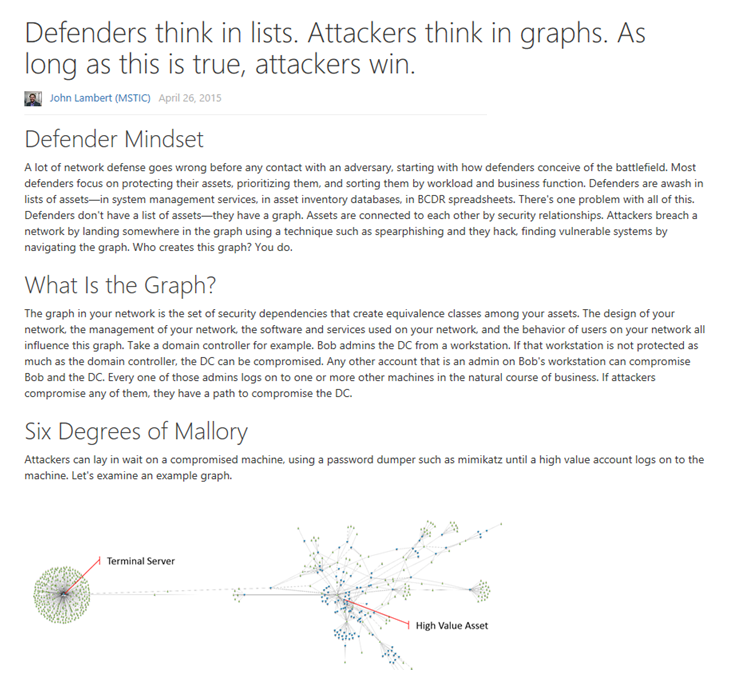 Defenders think in lists. Attackers think in graphs. As
long as this is true, attackers win.
John Lambert (MSTIC) April 26, 2015
Defender Mindset
A lot of network defense goes wrong before any contact with an adversary, starting with how defenders conceive of the battlefield. Most
defenders focus on protecting their assets, prioritizing them, and sorting them by workload and business function. Defenders are awash in
lists of assets—in system management services, in asset inventory databases, in BCDR spreadsheets. There's one problem with all of this.
Defenders don't have a list of assets—they have a graph. Assets are connected to each other by security relationships. Attackers breach a
network by landing somewhere in the graph using a technique such as spearphishing and they hack, finding vulnerable systems by
navigating the graph. Who creates this graph? You do.
What Is the Graph?
The graph in your network is the set of security dependencies that create equivalence classes among your assets. The design of your
network, the management of your network, the software and services used on your network, and the behavior of users on your network all
influence this graph. Take a domain controller for example. Bob admins the DC from a workstation. If that workstation is not protected as
much as the domain controller, the DC can be compromised. Any other account that is an admin on Bob's workstation can compromise
Bob and the DC. Every one of those admins logs on to one or more other machines in the natural course of business. If attackers
compromise any of them, they have a path to compromise the DC.
Six Degrees of Mallory
Attackers can lay in wait on a compromised machine, using a password dumper such as mimikatz until a high value account logs on to the
machine. Let's examine an example graph.
Terminal Server
High Value Asset